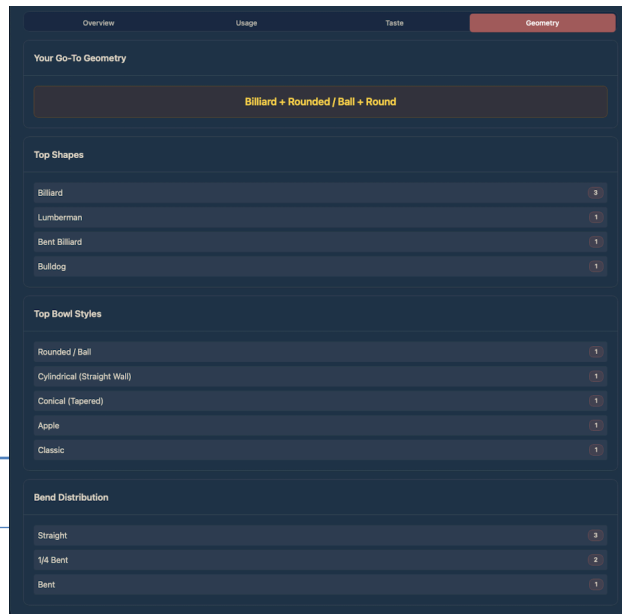 Overview Usage Taste Geometry
Your Go-To Geometry
Billiard + Rounded / Ball + Round
Top Shapes
Billiard 3
Lumberman 1
Bent Billiard 1
Bulldog 1
Top Bowl Styles
Rounded / Ball 1
Cylindrical (Straight Wall) 1
Conical (Tapered) 1
Apple 1
Classic 1
Bend Distribution
Straight 3
1/4 Bent 2
Bent 1